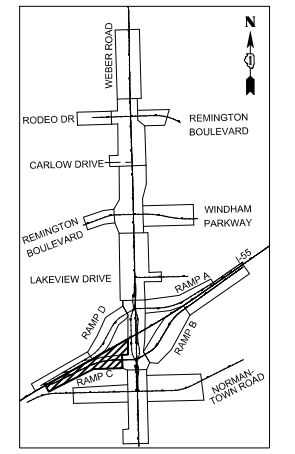 WEBER ROAD
N
RODEO DR
REMINGTON
BOULEVARD
CARLOW DRIVE
REMINGTON
BOULEVARD
WINDHAM
PARKWAY
LAKEVIEW DRIVE
I-55
RAMP A
RAMP D
RAMP B
RAMP C
NORMAN-
TOWN ROAD